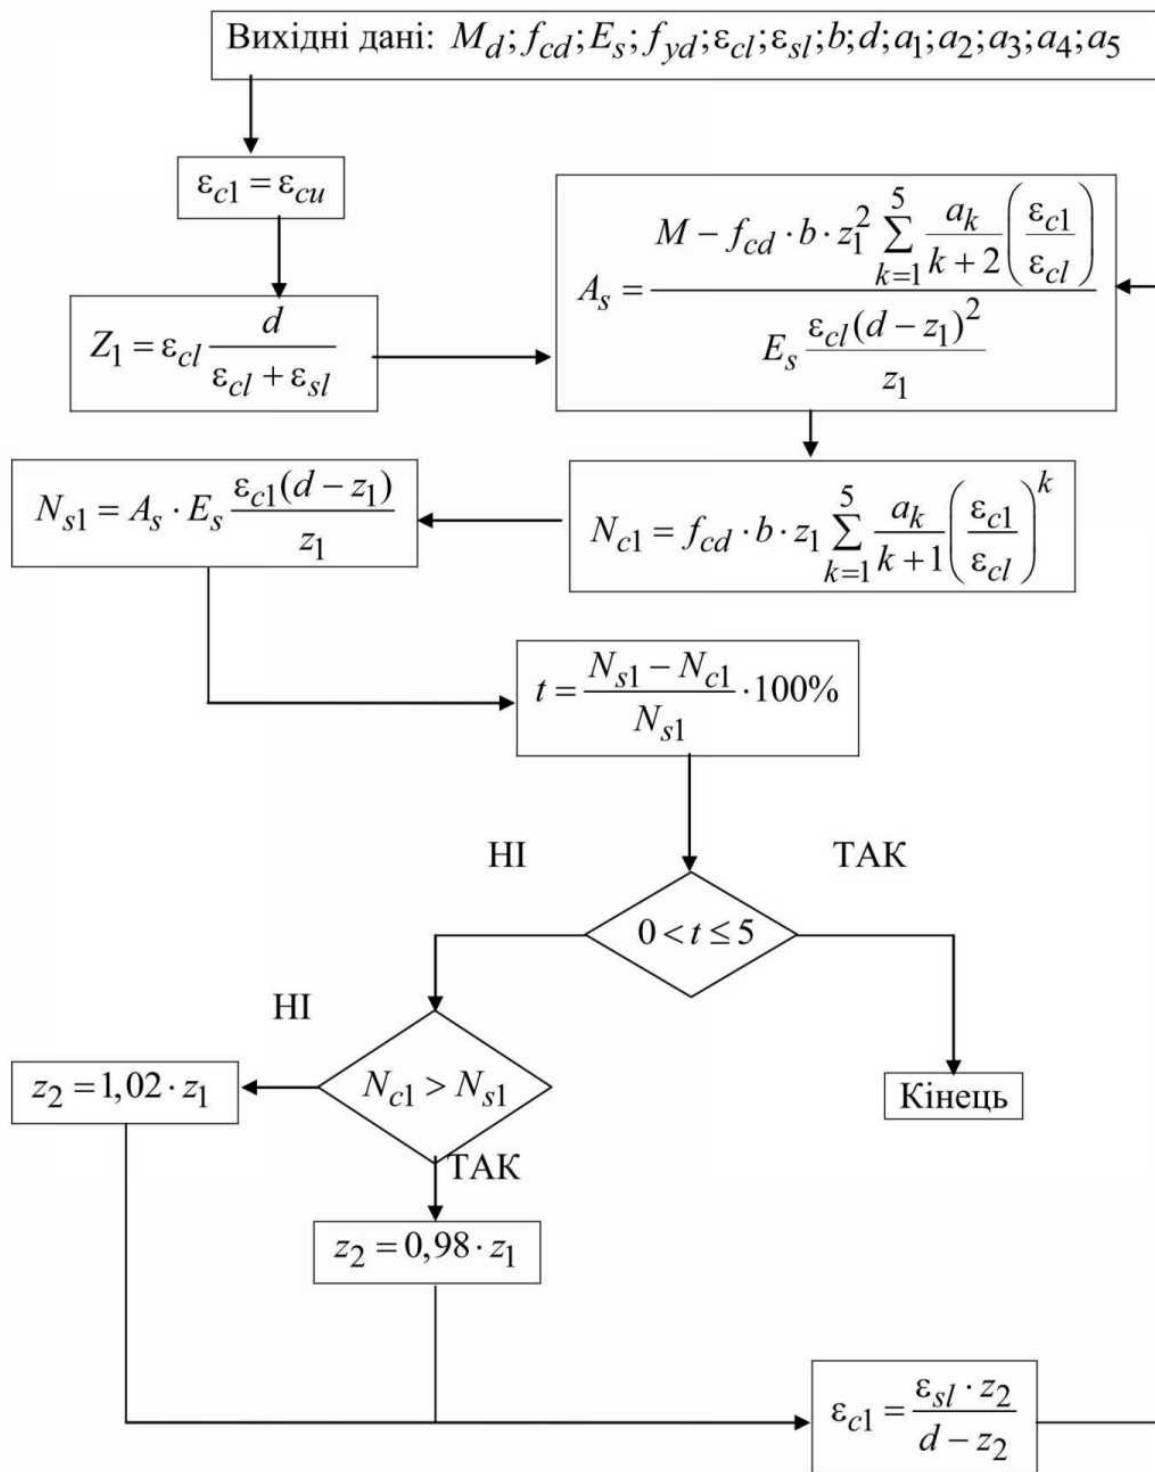 Вихідні дані: M_d; f_cd; E_s; f_yd; ε_cl; ε_sl; b; d; a_1; a_2; a_3; a_4; a_5
ε_c1 = ε_cu
Z_1 = ε_cl d / (ε_cl + ε_sl)
A_s = (M − f_cd · b · z_1^2 ∑_{k=1}^{5} a_k/(k+2) (ε_c1/ε_cl)) / (E_s ε_cl(d − z_1)^2 / z_1)
N_c1 = f_cd · b · z_1 ∑_{k=1}^{5} a_k/(k+1) (ε_c1/ε_cl)^k
N_s1 = A_s · E_s ε_c1(d − z_1) / z_1
t = (N_s1 − N_c1) / N_s1 · 100%
НІ
ТАК
0 < t ≤ 5
НІ
N_c1 > N_s1
z_2 = 1,02 · z_1
Кінець
ТАК
z_2 = 0,98 · z_1
ε_c1 = ε_sl · z_2 / (d − z_2)